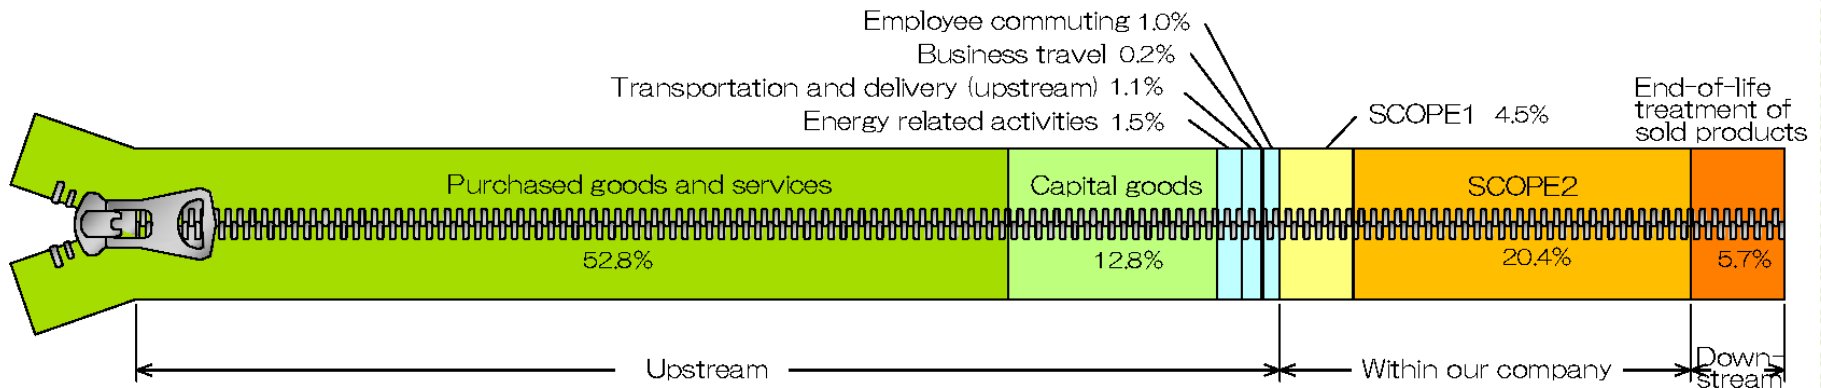 Employee commuting 1.0%
Business travel 0.2%
Transportation and delivery (upstream) 1.1%
Energy related activities 1.5%
SCOPE1 4.5%
End-of-life
treatment of
sold products
Purchased goods and services
Capital goods
SCOPE2
52.8%
12.8%
20.4%
5.7%
Upstream
Within our company
Down-
stream